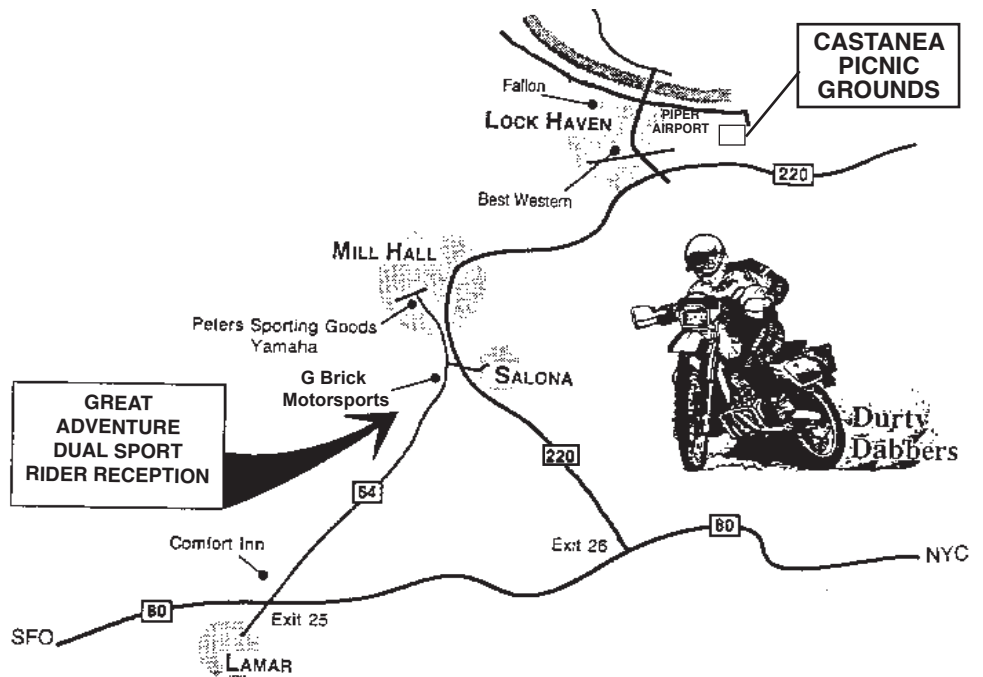 CASTANEA
PICNIC
GROUNDS
Fallon
LOCK HAVEN
PIPER
AIRPORT
Best Western
220
MILL HALL
Peters Sporting Goods
Yamaha
G Brick
Motorsports
SALONA
GREAT
ADVENTURE
DUAL SPORT
RIDER RECEPTION
Durty
Dabbers
220
64
Comfort Inn
Exit 26
80
NYC
80
Exit 25
SFO
LAMAR